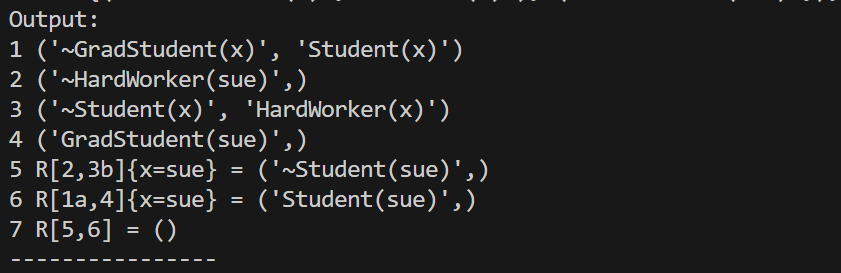 Output:
1 ('~GradStudent(x)', 'Student(x)')
2 ('~HardWorker(sue)',)
3 ('~Student(x)', 'HardWorker(x)')
4 ('GradStudent(sue)',)
5 R[2,3b]{x=sue} = ('~Student(sue)',)
6 R[1a,4]{x=sue} = ('Student(sue)',)
7 R[5,6] = ()
----------------